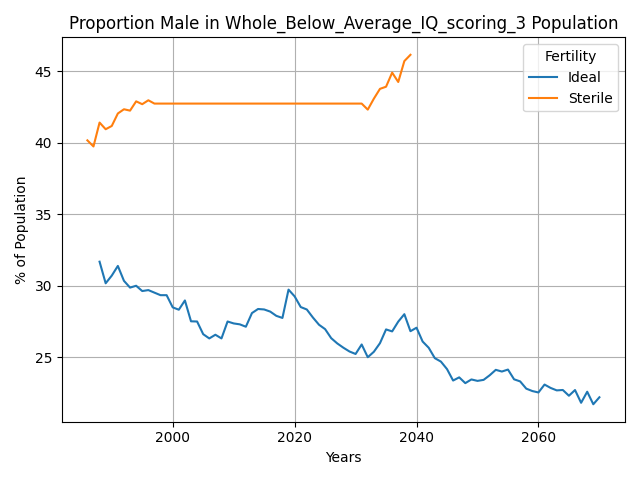 Proportion Male in Whole_Below_Average_IQ_scoring_3 Population
Fertility
Ideal
Sterile
% of Population
45
40
35
30
25
2000
2020
2040
2060
Years